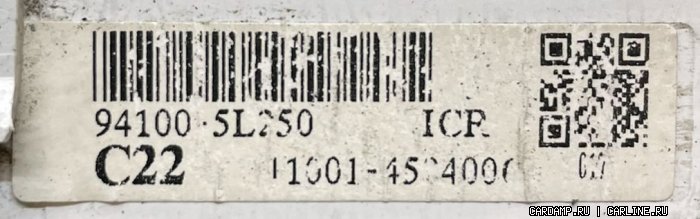 94100-5L250 ICR
C22
CARDAMP.RU | CARLINE.RU